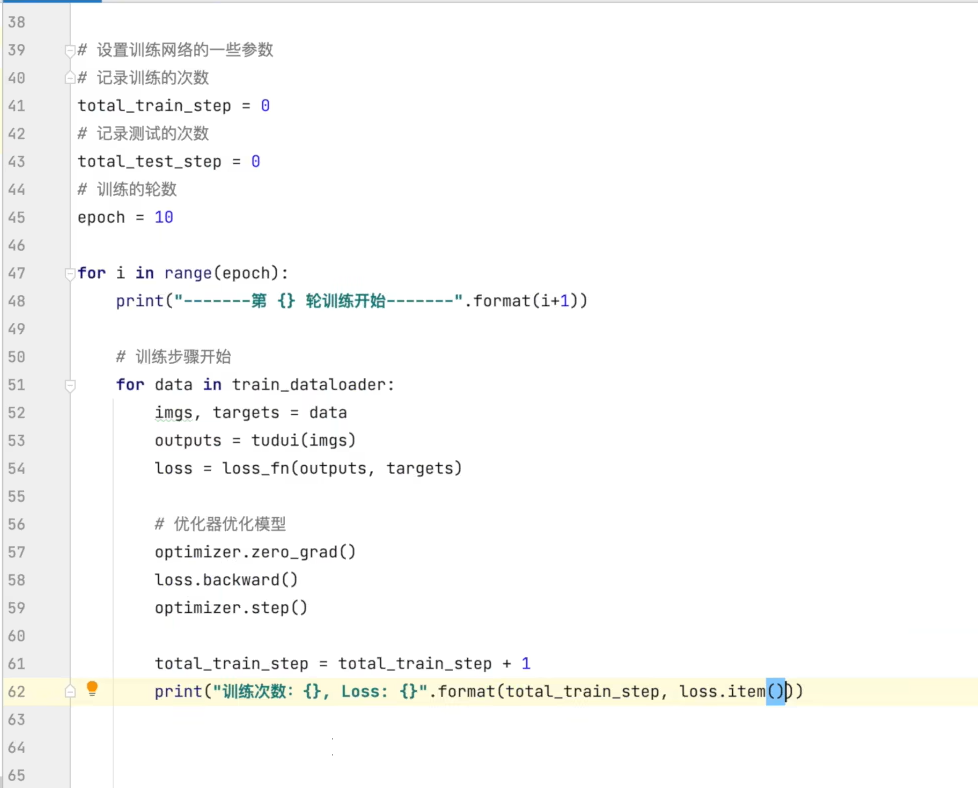 38
39 # 设置训练网络的一些参数
40 # 记录训练的次数
41 total_train_step = 0
42 # 记录测试的次数
43 total_test_step = 0
44 # 训练的轮数
45 epoch = 10
46
47 for i in range(epoch):
48     print("-------第 {} 轮训练开始-------".format(i+1))
49
50     # 训练步骤开始
51     for data in train_dataloader:
52         imgs, targets = data
53         outputs = tudui(imgs)
54         loss = loss_fn(outputs, targets)
55
56         # 优化器优化模型
57         optimizer.zero_grad()
58         loss.backward()
59         optimizer.step()
60
61         total_train_step = total_train_step + 1
62         print("训练次数: {}, Loss: {}".format(total_train_step, loss.item()))
63
64
65